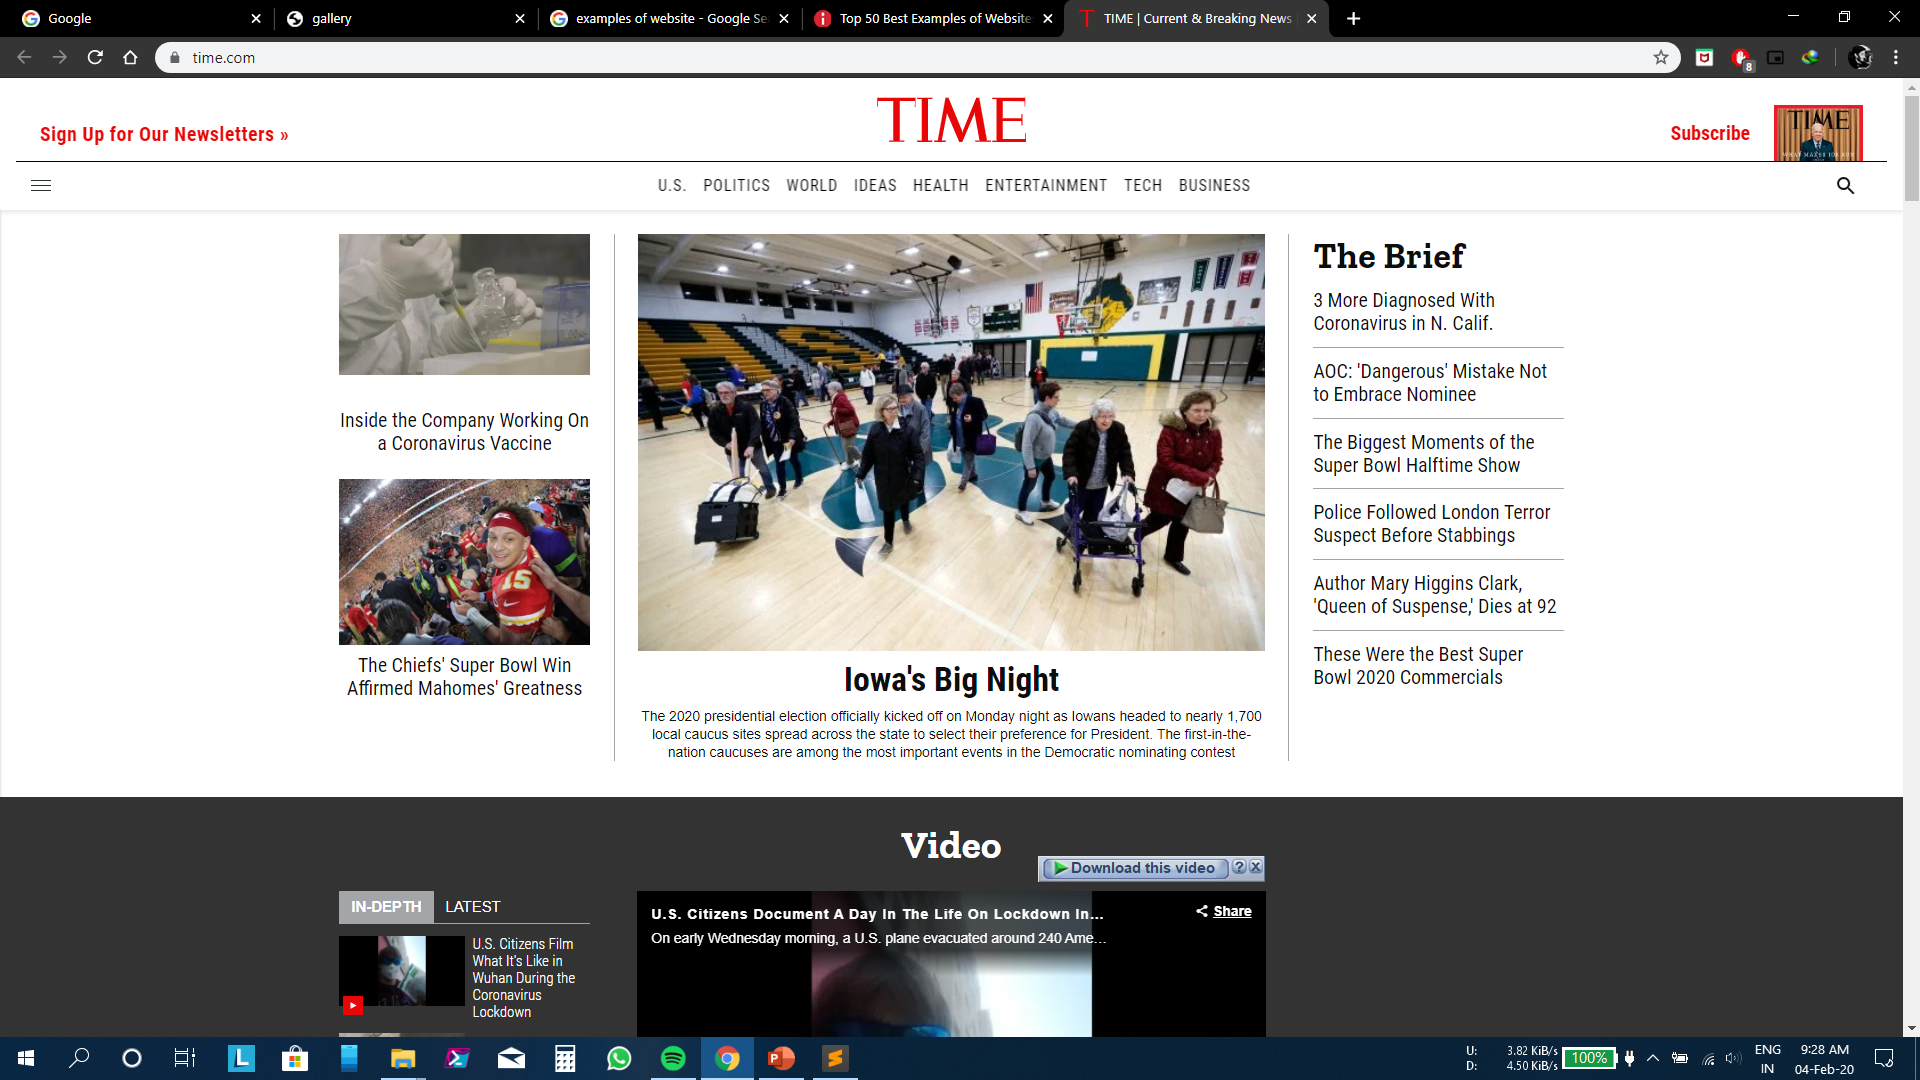 Google
gallery
examples of website - Google Se
Top 50 Best Examples of Website
TIME | Current & Breaking News
time.com
8
Sign Up for Our Newsletters »
TIME
Subscribe
TIME
U.S. POLITICS WORLD IDEAS HEALTH ENTERTAINMENT TECH BUSINESS
Inside the Company Working On
a Coronavirus Vaccine
15
The Chiefs' Super Bowl Win
Affirmed Mahomes' Greatness
Iowa's Big Night
The 2020 presidential election officially kicked off on Monday night as Iowans headed to nearly 1,700
local caucus sites spread across the state to select their preference for President. The first-in-the-
nation caucuses are among the most important events in the Democratic nominating contest
The Brief
3 More Diagnosed With
Coronavirus in N. Calif.
AOC: 'Dangerous' Mistake Not
to Embrace Nominee
The Biggest Moments of the
Super Bowl Halftime Show
Police Followed London Terror
Suspect Before Stabbings
Author Mary Higgins Clark,
'Queen of Suspense,' Dies at 92
These Were the Best Super
Bowl 2020 Commercials
Video
Download this video
IN-DEPTH LATEST
U.S. Citizens Film
What It's Like in
Wuhan During the
Coronavirus
Lockdown
U.S. Citizens Document A Day In The Life On Lockdown In...
Share
On early Wednesday morning, a U.S. plane evacuated around 240 Ame...
U: 3.82 KiB/s
D: 4.50 KiB/s
100%
ENG
IN
9:28 AM
04-Feb-20